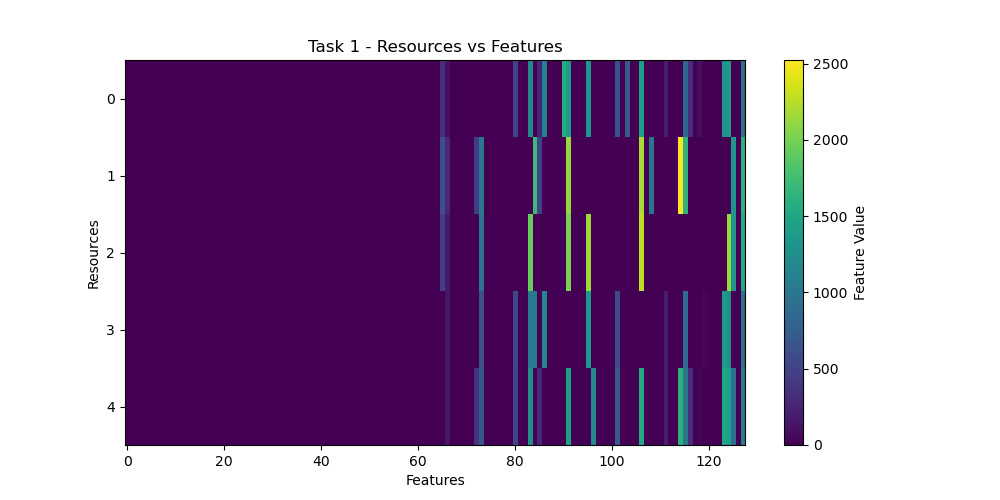 Task 1 - Resources vs Features
Resources
0
1
2
3
4
0 20 40 60 80 100 120
Features
2500
2000
1500
1000
500
0
Feature Value